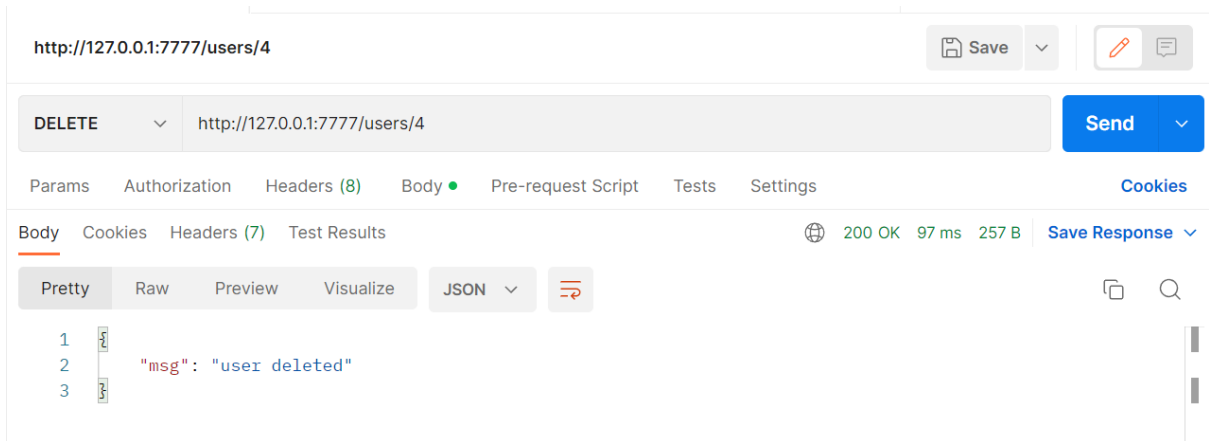 http://127.0.0.1:7777/users/4 Save
DELETE http://127.0.0.1:7777/users/4 Send
Params Authorization Headers (8) Body Pre-request Script Tests Settings Cookies
Body Cookies Headers (7) Test Results 200 OK 97 ms 257 B Save Response
Pretty Raw Preview Visualize JSON
1 {
2 "msg": "user deleted"
3 }